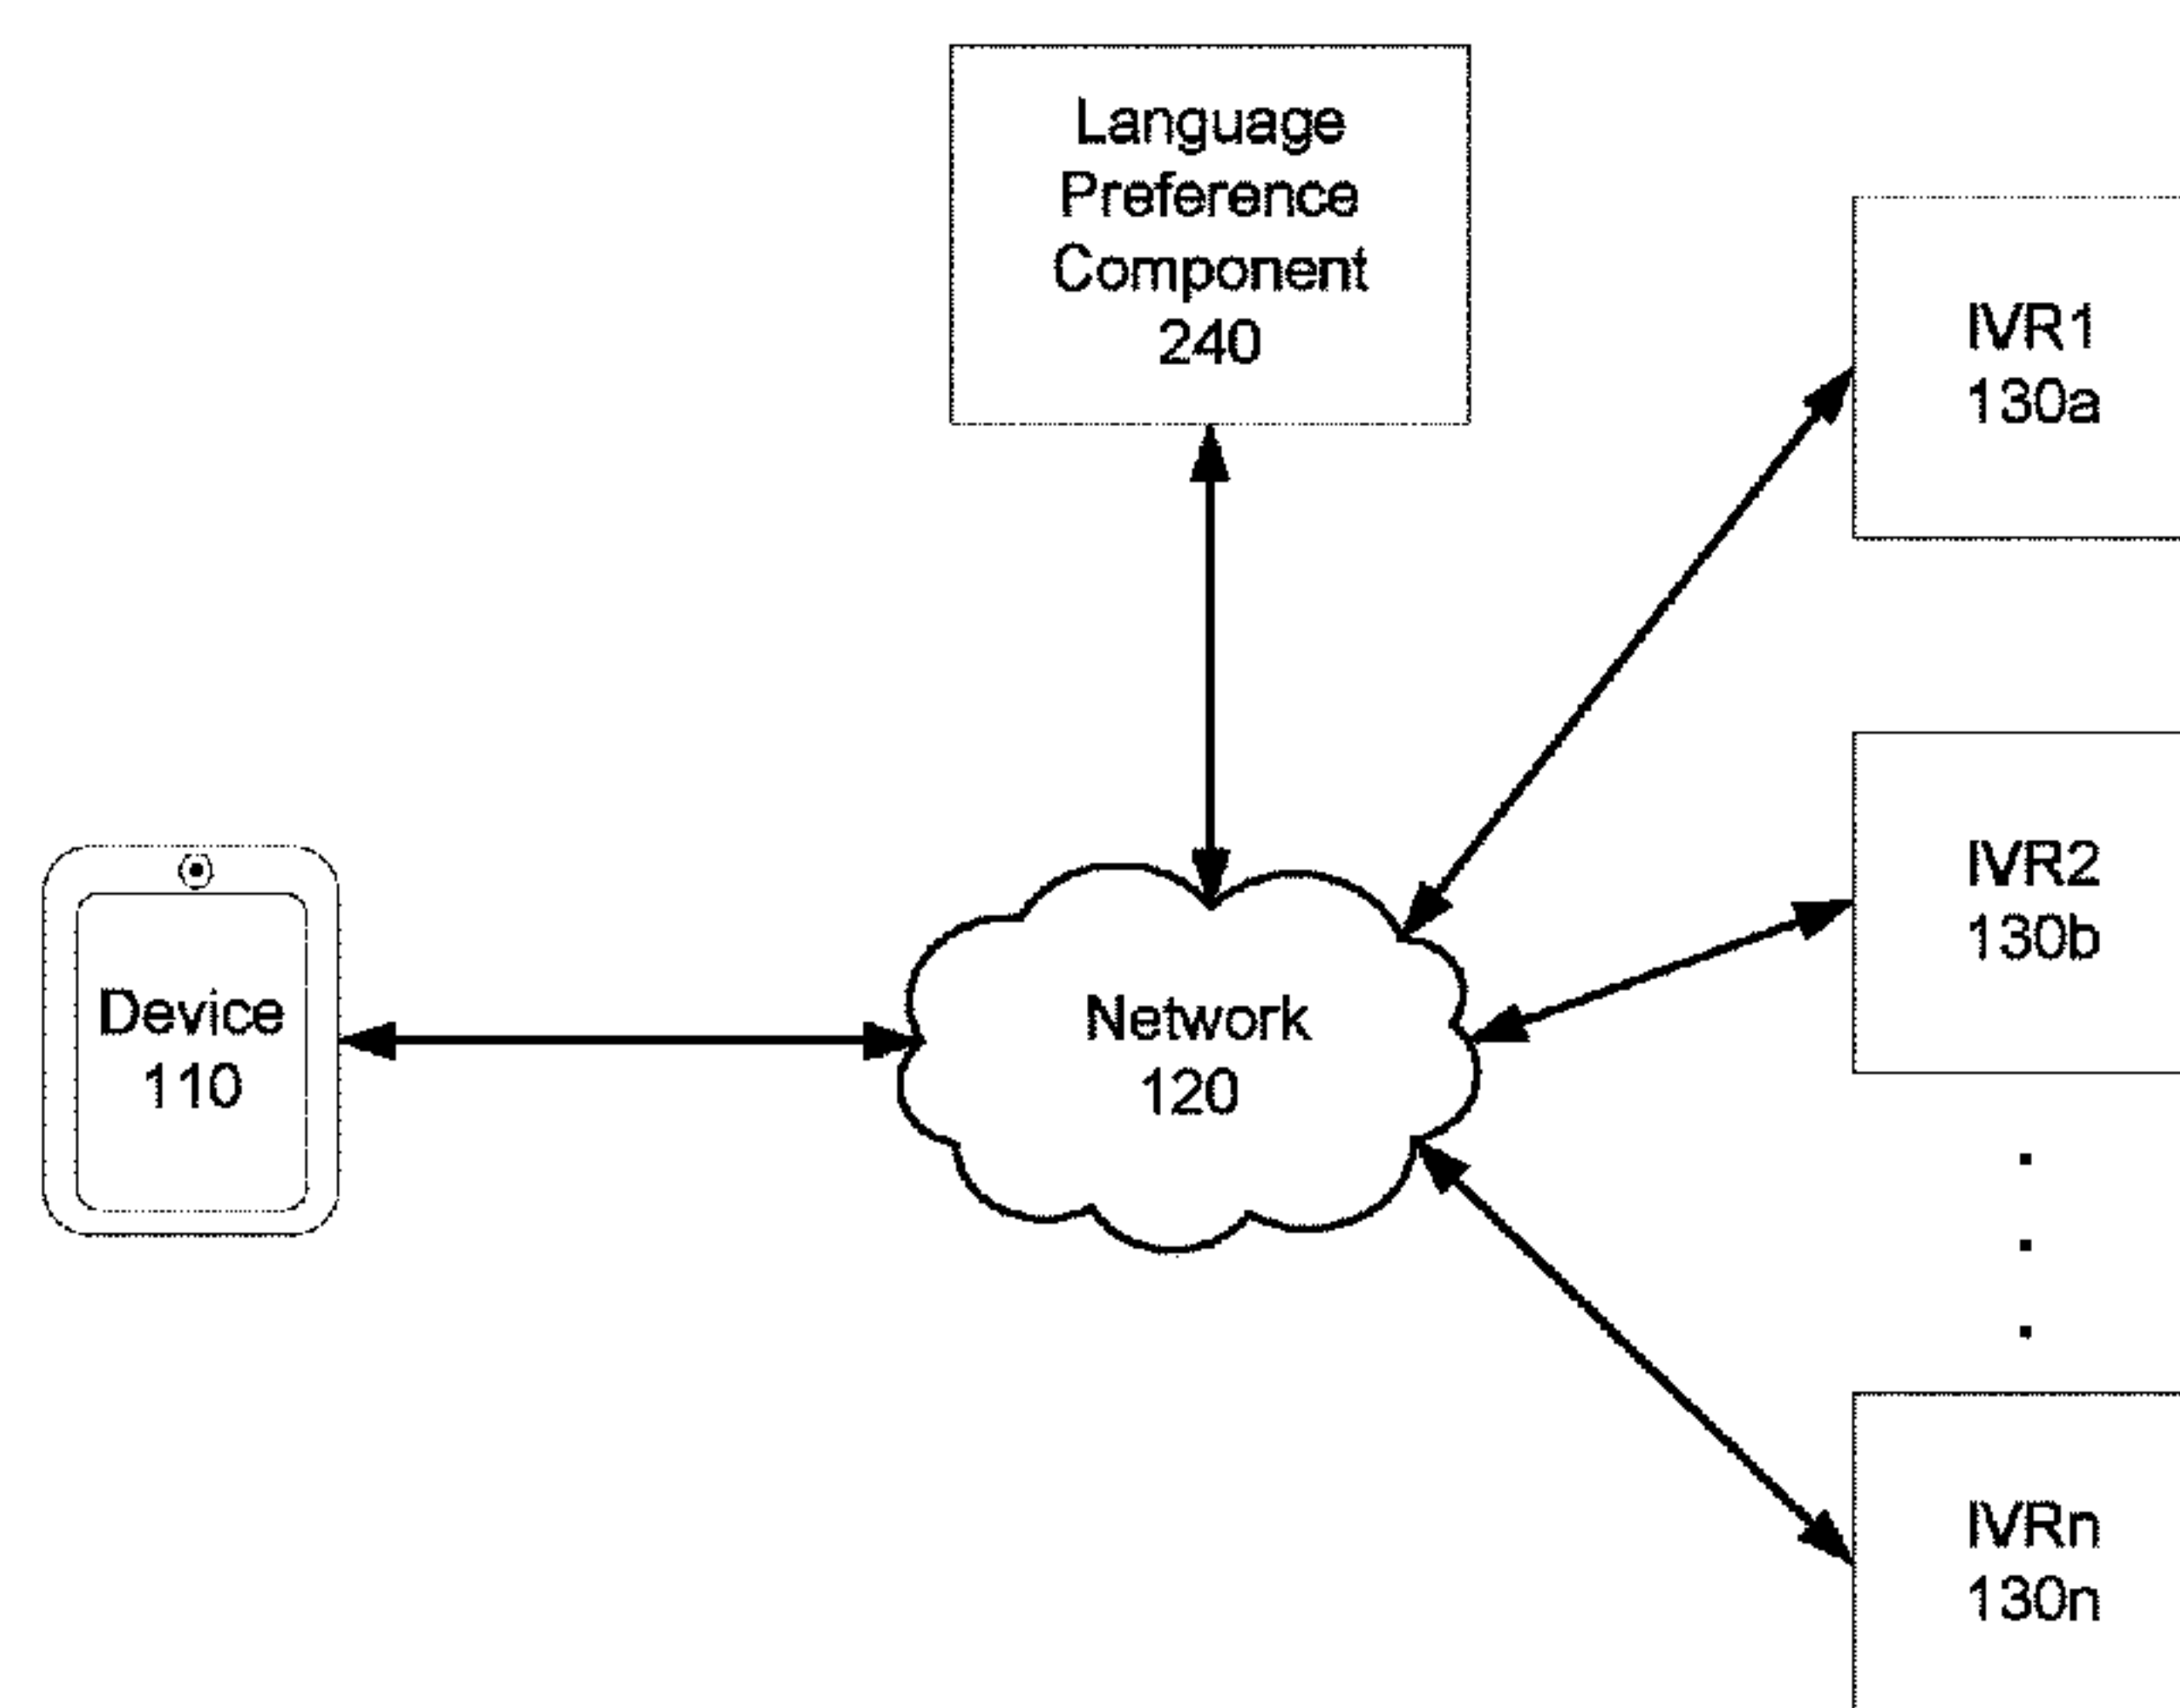 Language
Preference
Component
240
IVR1
130a
IVR2
130b
Device
110
Network
120
.
.
.
IVRn
130n